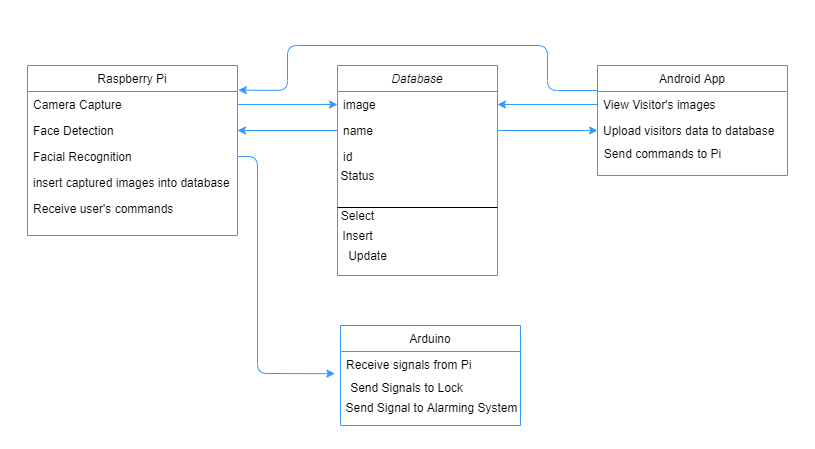 Raspberry Pi
Camera Capture
Face Detection
Facial Recognition
insert captured images into database
Receive user's commands
Database
image
name
id
Status
Select
Insert
Update
Android App
View Visitor's images
Upload visitors data to database
Send commands to Pi
Arduino
Receive signals from Pi
Send Signals to Lock
Send Signal to Alarming System